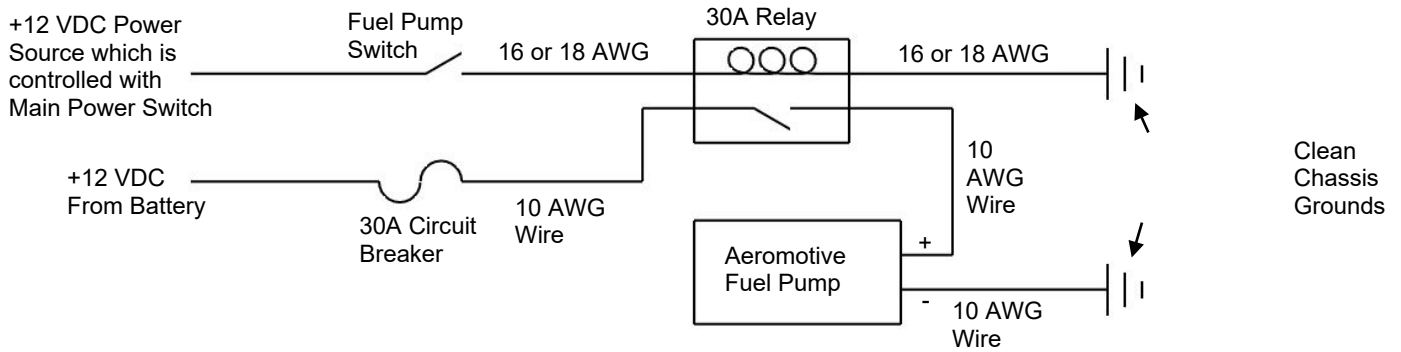 +12 VDC Power
Source which is
controlled with
Main Power Switch
Fuel Pump
Switch
16 or 18 AWG
30A Relay
16 or 18 AWG
+12 VDC
From Battery
30A Circuit
Breaker
10 AWG
Wire
10
AWG
Wire
Clean
Chassis
Grounds
Aeromotive
Fuel Pump
+
-
10 AWG
Wire